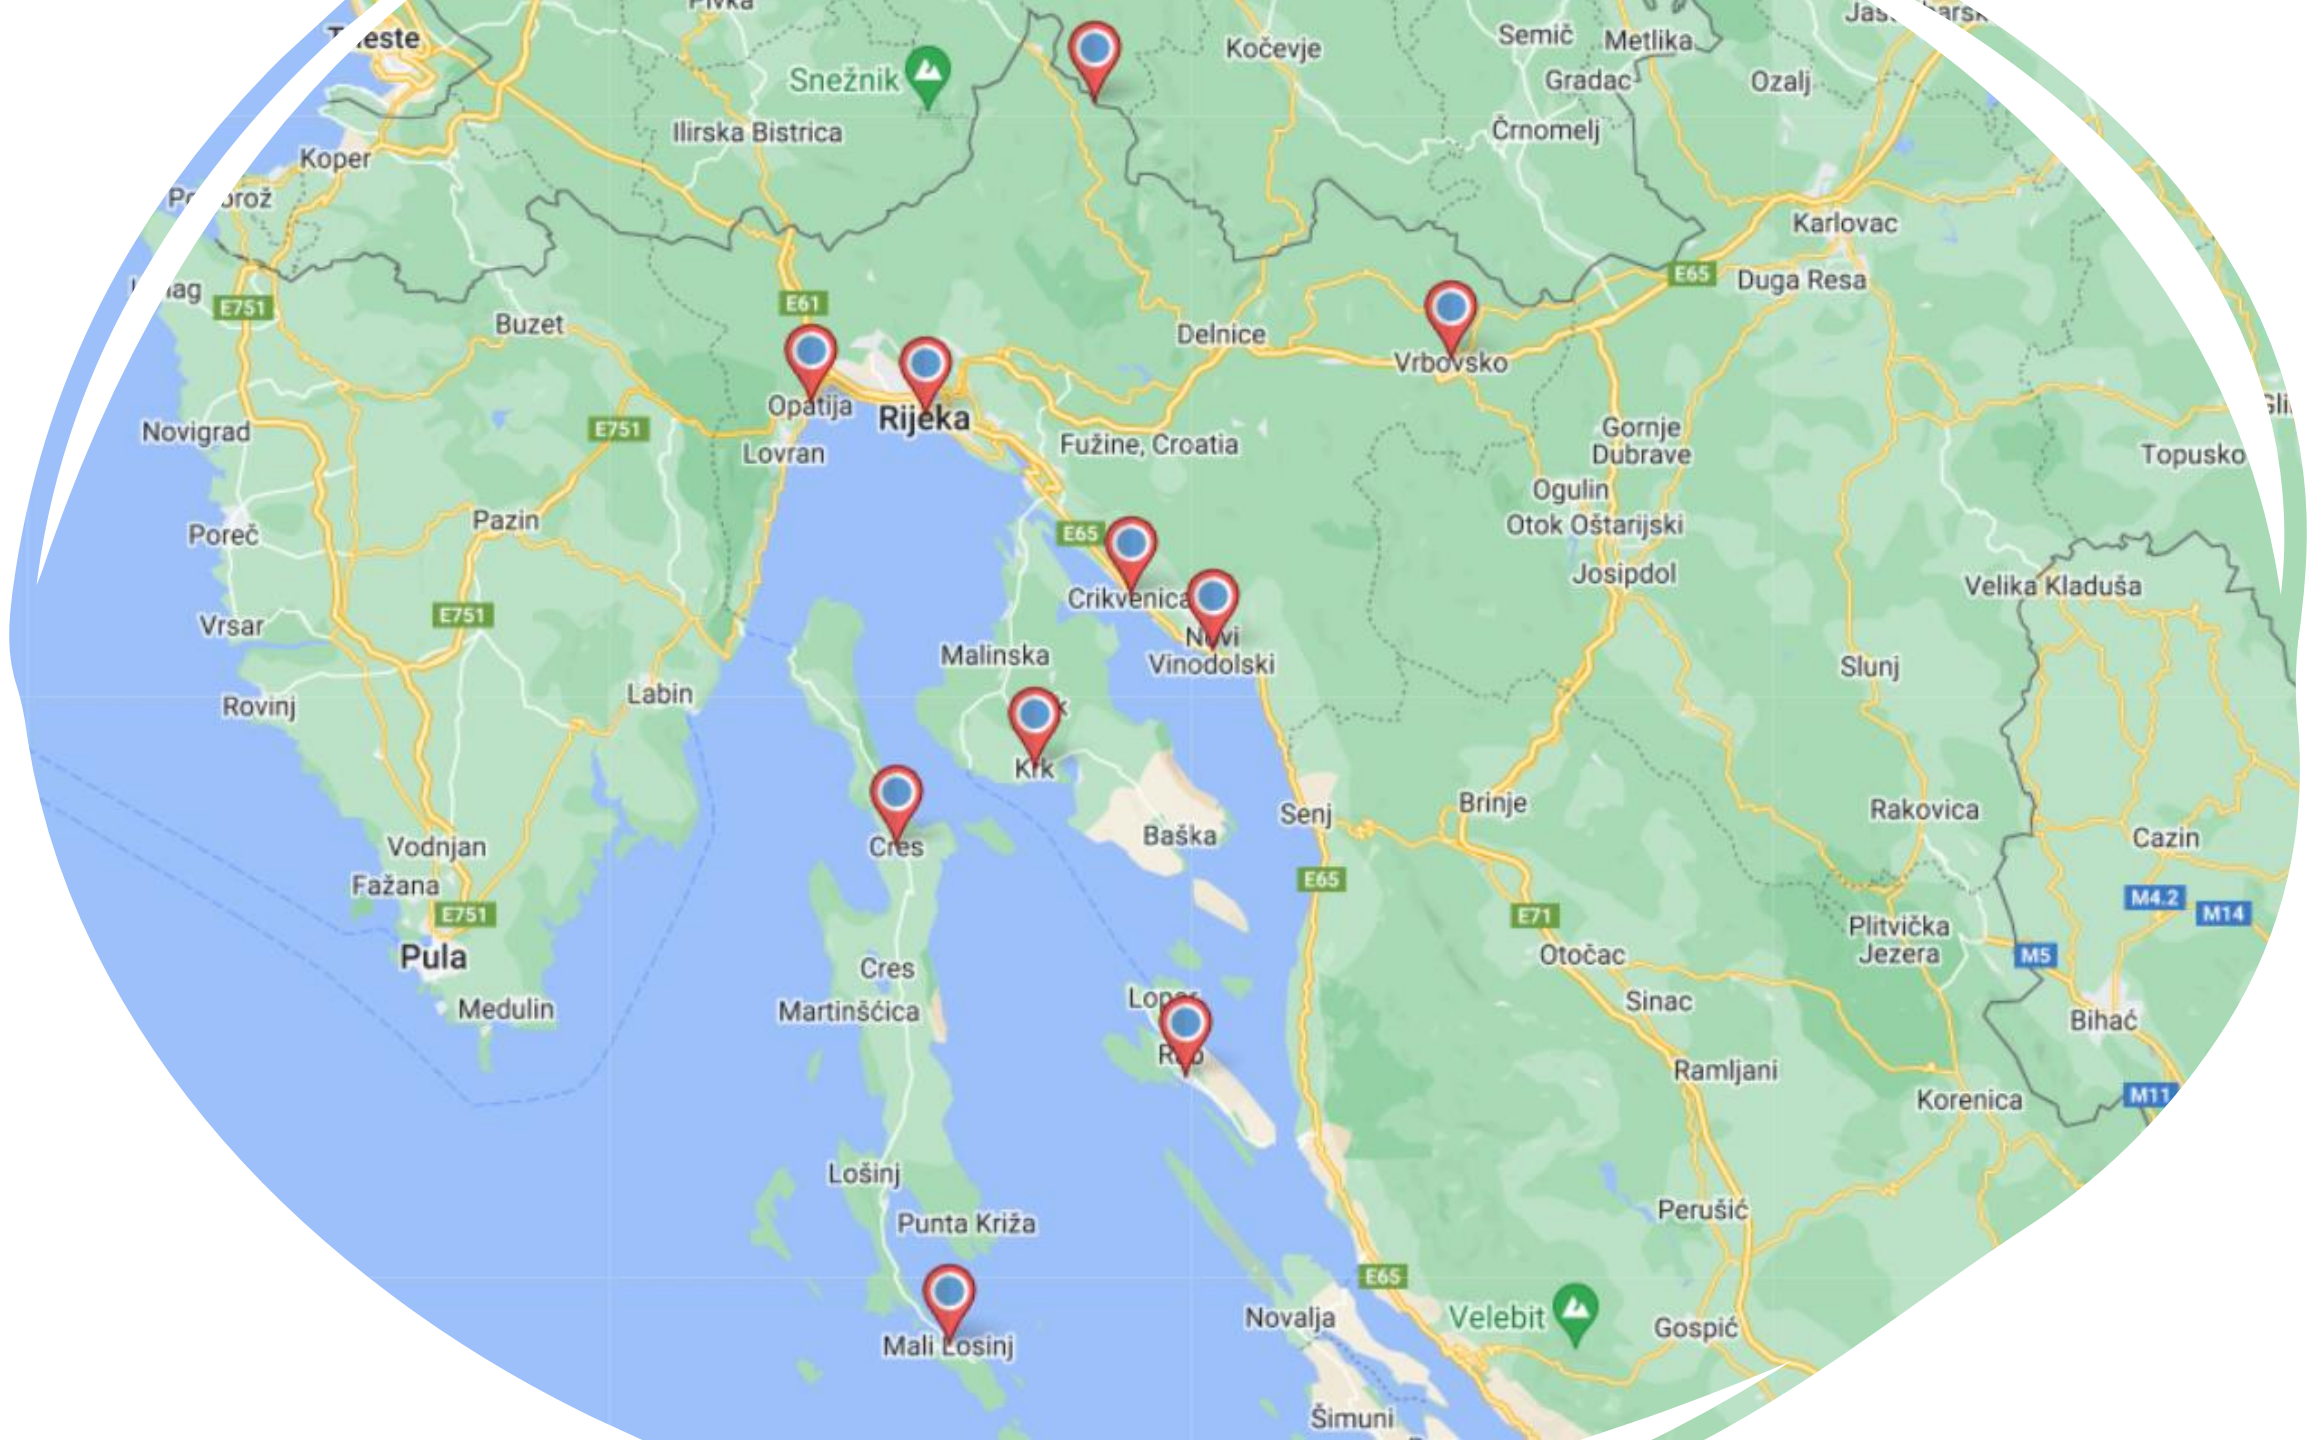 Pivka
Trieste
Snežnik
Kočevje
Semič
Metlika
Gradac
Ozalj
Ilirska Bistrica
Črnomelj
Koper
Karlovac
E65
Duga Resa
E751
E61
Buzet
Delnice
Vrbovsko
Opatija
Rijeka
Novigrad
E751
Lovran
Fužine, Croatia
Gornje
Dubrave
Topusko
Ogulin
Otok Oštarijski
Pazin
Poreč
E65
Josipdol
Velika Kladuša
Crikvenica
E751
Vrsar
Novi
Vinodolski
Malinska
Slunj
Labin
Rovinj
Krk
Senj
Brinje
Rakovica
Baška
Cazin
Vodnjan
Cres
Fažana
E65
M4.2
M14
E751
E71
Plitvička
Jezera
Pula
Otočac
M5
Cres
Lopar
Sinac
Medulin
Martinšćica
Bihać
Rab
Ramljani
M11
Korenica
Lošinj
Perušić
Punta Križa
E65
Novalja
Velebit
Gospić
Mali Losinj
Šimuni